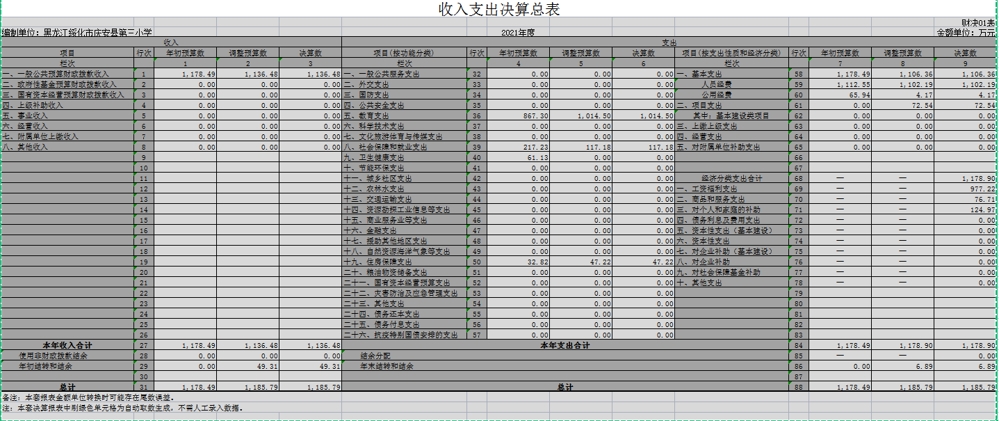 收入支出决算总表
财决01表
编制单位：黑龙江绥化市庆安县第三小学 2021年度 金额单位：万元
收入 支出
项目 行次 年初预算数 调整预算数 决算数 项目(按功能分类) 行次 年初预算数 调整预算数 决算数 项目(按支出性质和经济分类) 行次 年初预算数 调整预算数 决算数
栏次 1 2 3 栏次 4 5 6 栏次 7 8 9
一、一般公共预算财政拨款收入 1 1,178.49 1,136.48 1,136.48 一、一般公共服务支出 32 0.00 0.00 0.00 一、基本支出 58 1,178.49 1,106.36 1,106.36
二、政府性基金预算财政拨款收入 2 0.00 0.00 0.00 二、外交支出 33 0.00 0.00 0.00 人员经费 59 1,112.55 1,102.19 1,102.19
三、国有资本经营预算财政拨款收入 3 0.00 0.00 0.00 三、国防支出 34 0.00 0.00 0.00 公用经费 60 65.94 4.17 4.17
四、上级补助收入 4 0.00 0.00 0.00 四、公共安全支出 35 0.00 0.00 0.00 二、项目支出 61 0.00 72.54 72.54
五、事业收入 5 0.00 0.00 0.00 五、教育支出 36 867.30 1,014.50 1,014.50 其中：基本建设类项目 62 0.00 0.00 0.00
六、经营收入 6 0.00 0.00 0.00 六、科学技术支出 37 0.00 0.00 0.00 三、上缴上级支出 63 0.00 0.00 0.00
七、附属单位上缴收入 7 0.00 0.00 0.00 七、文化旅游体育与传媒支出 38 0.00 0.00 0.00 四、经营支出 64 0.00 0.00 0.00
八、其他收入 8 0.00 0.00 0.00 八、社会保障和就业支出 39 217.23 117.18 117.18 五、对附属单位补助支出 65 0.00 0.00 0.00
9 九、卫生健康支出 40 61.13 0.00 0.00 66
10 十、节能环保支出 41 0.00 0.00 0.00 67
11 十一、城乡社区支出 42 0.00 0.00 0.00 经济分类支出合计 68 — — 1,178.90
12 十二、农林水支出 43 0.00 0.00 0.00 一、工资福利支出 69 — — 977.22
13 十三、交通运输支出 44 0.00 0.00 0.00 二、商品和服务支出 70 — — 76.71
14 十四、资源勘探工业信息等支出 45 0.00 0.00 0.00 三、对个人和家庭的补助 71 — — 124.97
15 十五、商业服务业等支出 46 0.00 0.00 0.00 四、债务利息及费用支出 72 — — 0.00
16 十六、金融支出 47 0.00 0.00 0.00 五、资本性支出（基本建设） 73 — — 0.00
17 十七、援助其他地区支出 48 0.00 0.00 0.00 六、资本性支出 74 — — 0.00
18 十八、自然资源海洋气象等支出 49 0.00 0.00 0.00 七、对企业补助（基本建设） 75 — — 0.00
19 十九、住房保障支出 50 32.82 47.22 47.22 八、对企业补助 76 — — 0.00
20 二十、粮油物资储备支出 51 0.00 0.00 0.00 九、对社会保障基金补助 77 — — 0.00
21 二十一、国有资本经营预算支出 52 0.00 0.00 0.00 十、其他支出 78 — — 0.00
22 二十二、灾害防治及应急管理支出 53 0.00 0.00 0.00 79
23 二十三、其他支出 54 0.00 0.00 0.00 80
24 二十四、债务还本支出 55 0.00 0.00 0.00 81
25 二十五、债务付息支出 56 0.00 0.00 0.00 82
26 二十六、抗疫特别国债安排的支出 57 0.00 0.00 0.00 83
本年收入合计 27 1,178.49 1,136.48 1,136.48 本年支出合计 84 1,178.49 1,178.90 1,178.90
使用非财政拨款结余 28 0.00 0.00 0.00 结余分配 85 — — 0.00
年初结转和结余 29 0.00 49.31 49.31 年末结转和结余 86 0.00 6.89 6.89
30 87
总计 31 1,178.49 1,185.79 1,185.79 总计 88 1,178.49 1,185.79 1,185.79
备注：本套报表金额单位转换时可能存在尾数误差。
注：本套决算报表中刷绿色单元格为自动取数生成，不需人工录入数据。